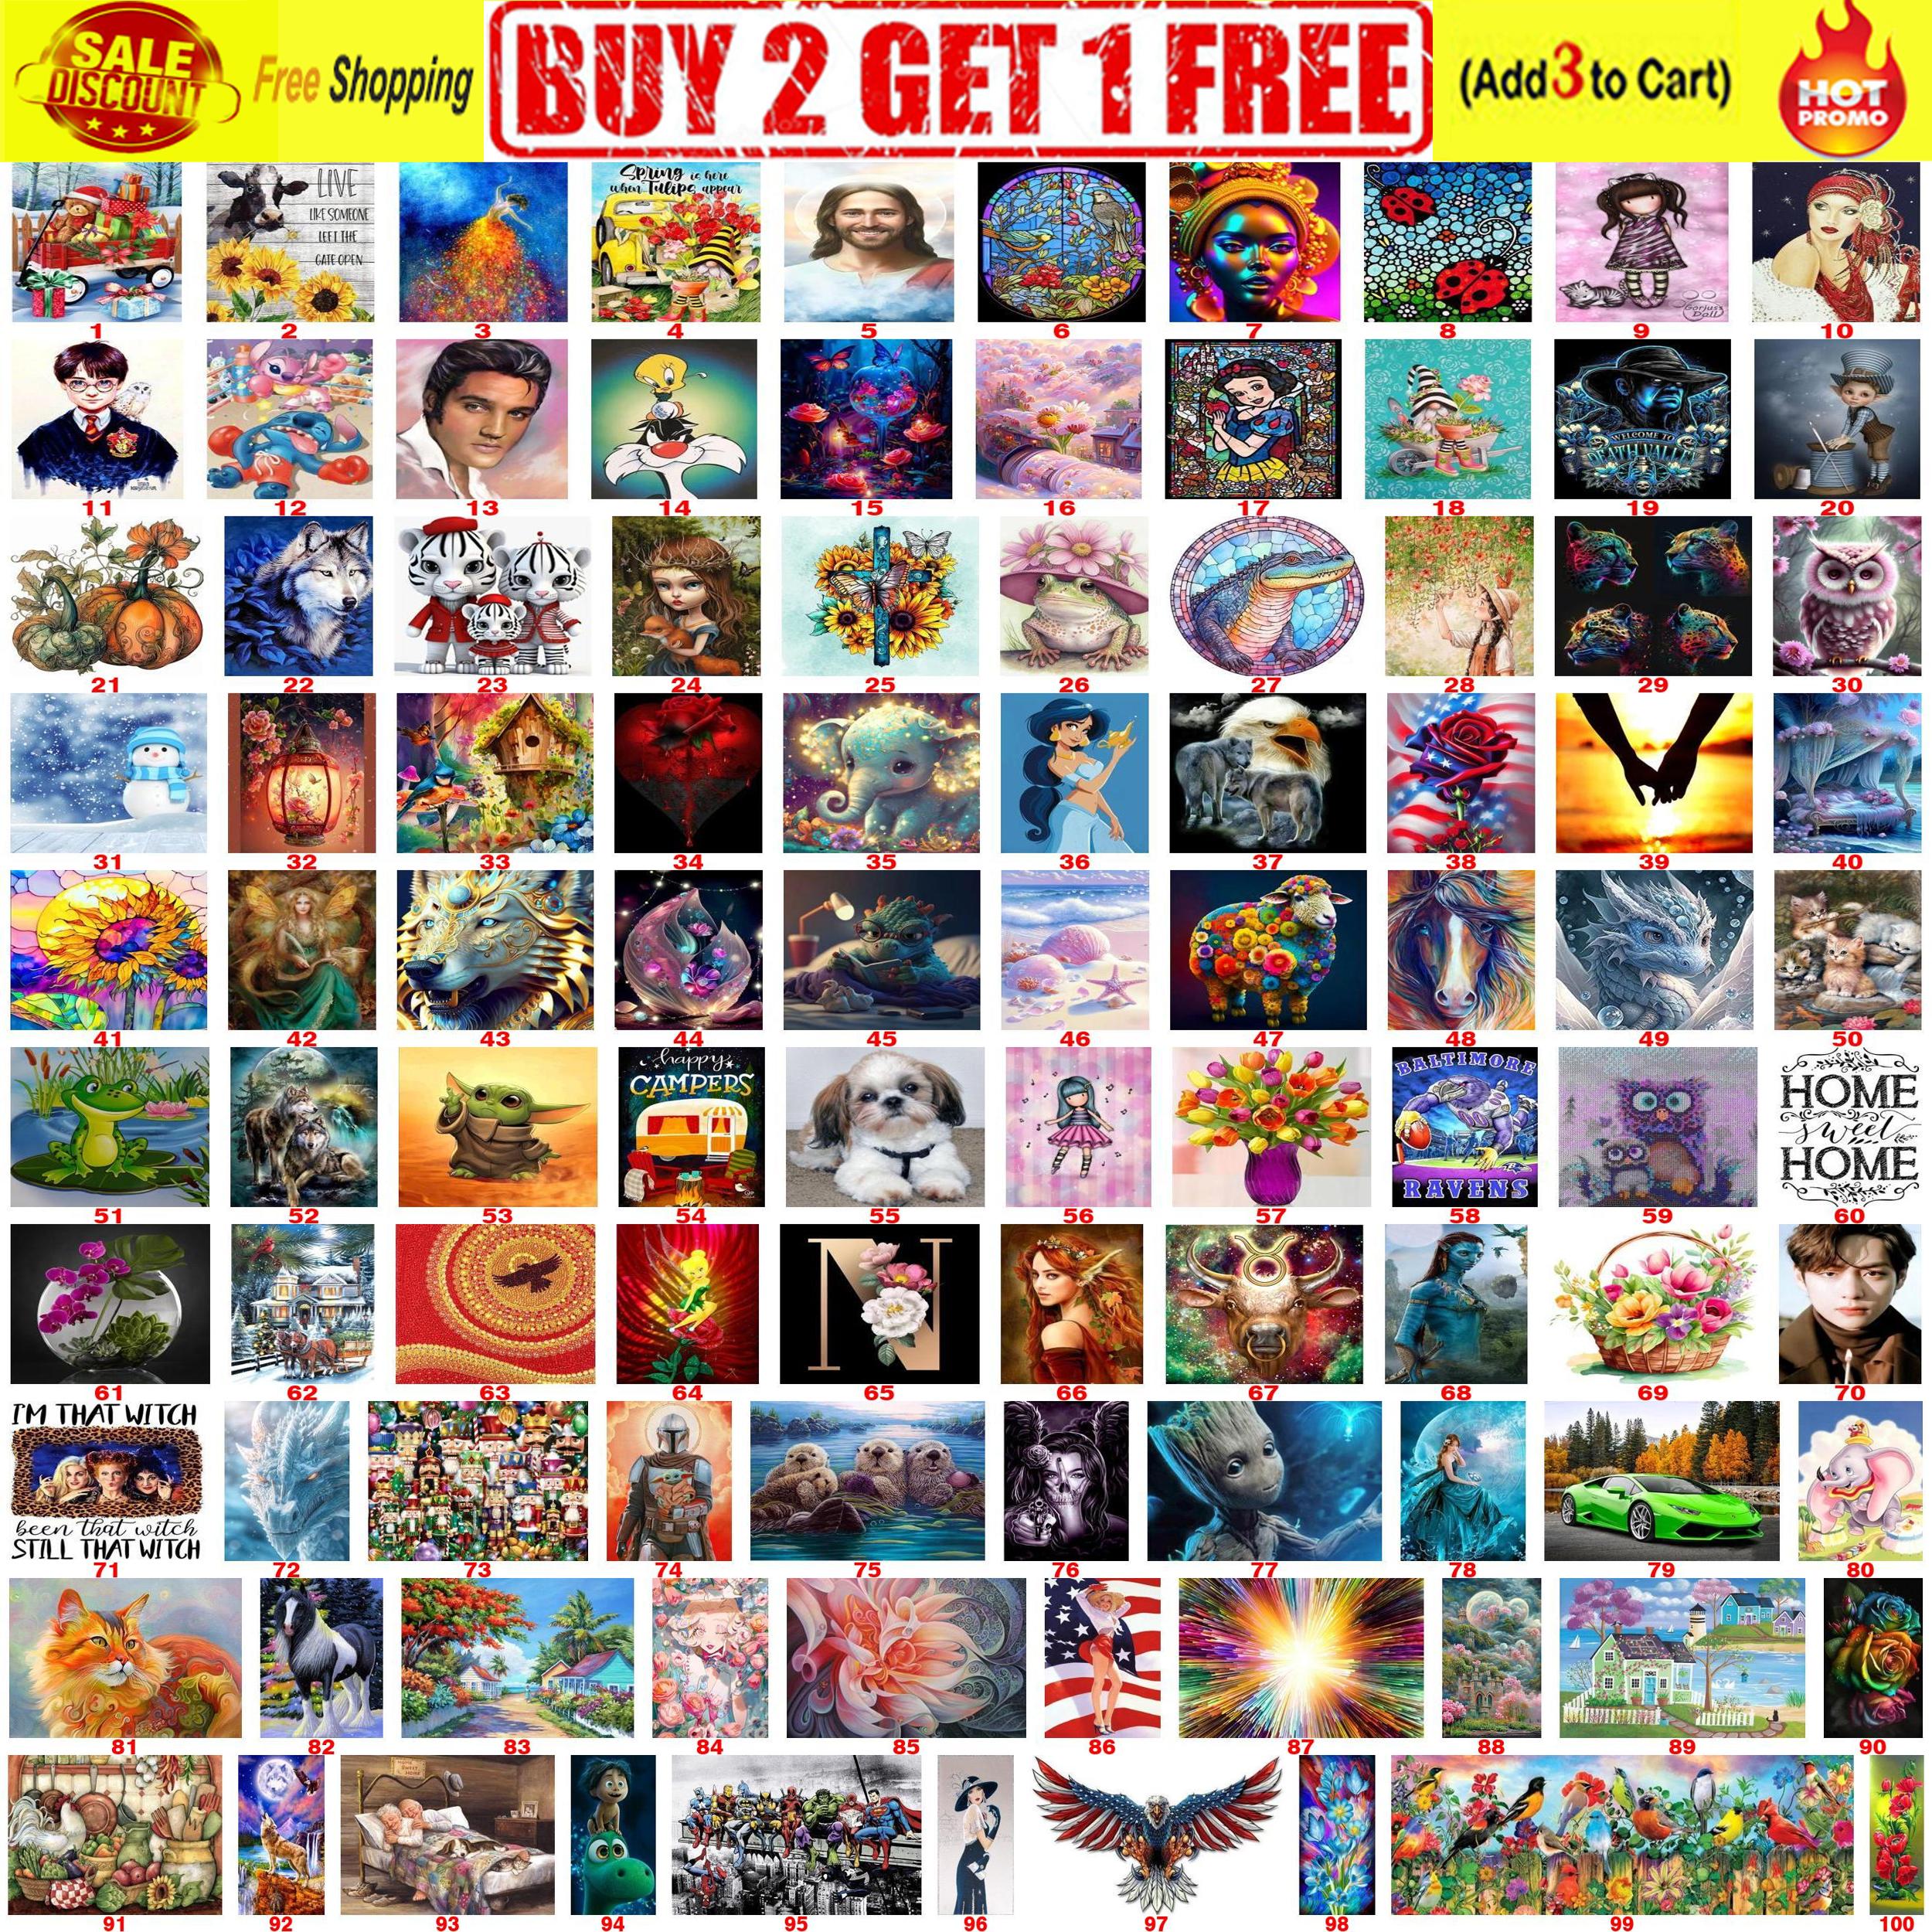 SALE
DISCOUNT
Free Shopping
BUY 2 GET 1 FREE
(Add 3 to Cart)
HOT
PROMO
LIVE
LIKE SOMEONE
LEFT THE
GATE OPEN
Spring is here
when Tulips appear
1 2 3 4 5 6 7 8 9 10
WELCOME TO
DEATH VALLEY
11 12 13 14 15 16 17 18 19 20
21 22 23 24 25 26 27 28 29 30
31 32 33 34 35 36 37 38 39 40
41 42 43 44 45 46 47 48 49 50
happy
CAMPERS
BALTIMORE
RAVENS
HOME
sweet
HOME
51 52 53 54 55 56 57 58 59 60
N
61 62 63 64 65 66 67 68 69 70
I'M THAT WITCH
been that witch
STILL THAT WITCH
71 72 73 74 75 76 77 78 79 80
81 82 83 84 85 86 87 88 89 90
91 92 93 94 95 96 97 98 99 100